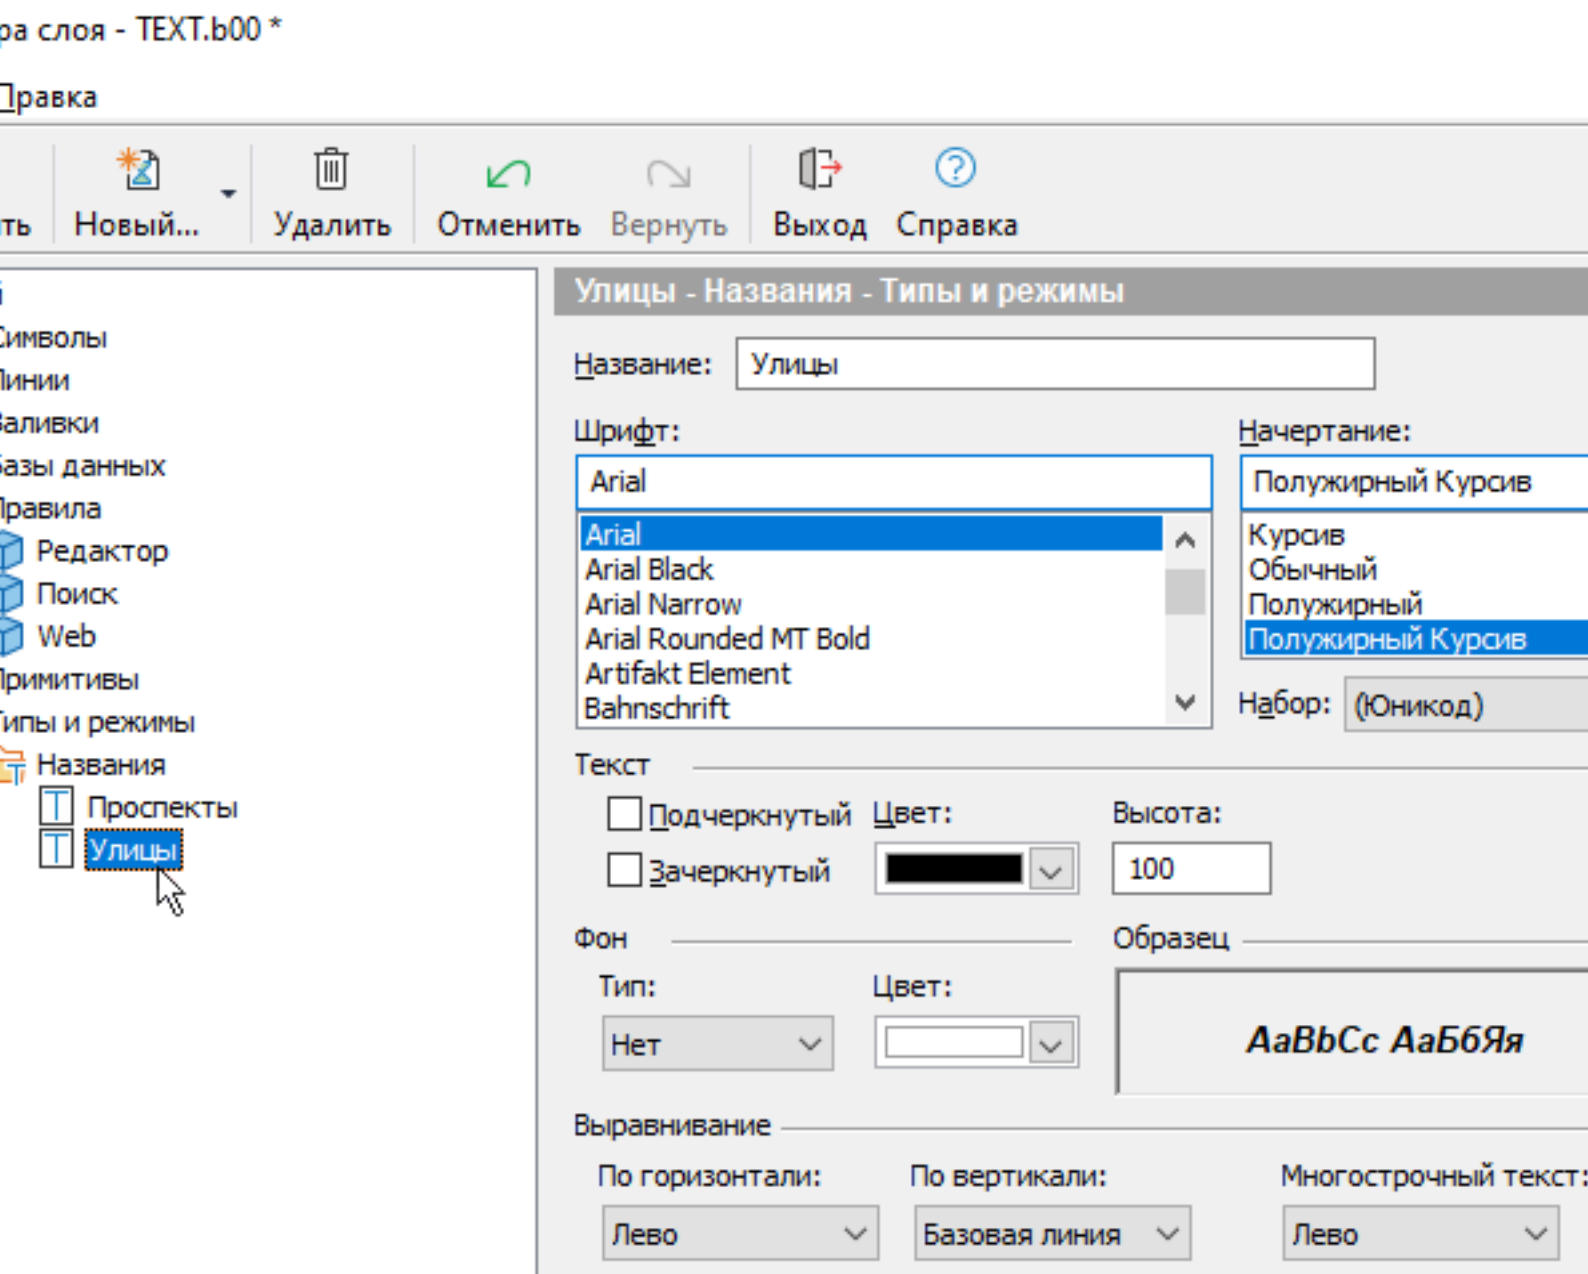 ра слоя - TEXT.b00 *
Правка
ть Новый... Удалить Отменить Вернуть Выход Справка
й
Символы
Линии
Заливки
Базы данных
Правила
Редактор
Поиск
Web
Примитивы
Типы и режимы
Названия
Проспекты
Улицы
Улицы - Названия - Типы и режимы
Название: Улицы
Шрифт: Начертание:
Arial Полужирный Курсив
Arial Курсив
Arial Black Обычный
Arial Narrow Полужирный
Arial Rounded MT Bold Полужирный Курсив
Artifakt Element
Bahnschrift Набор: (Юникод)
Текст
Подчеркнутый Цвет: Высота:
Зачеркнутый 100
Фон Образец
Тип: Цвет:
Нет AaBbCc АаБбЯя
Выравнивание
По горизонтали: По вертикали: Многострочный текст:
Лево Базовая линия Лево